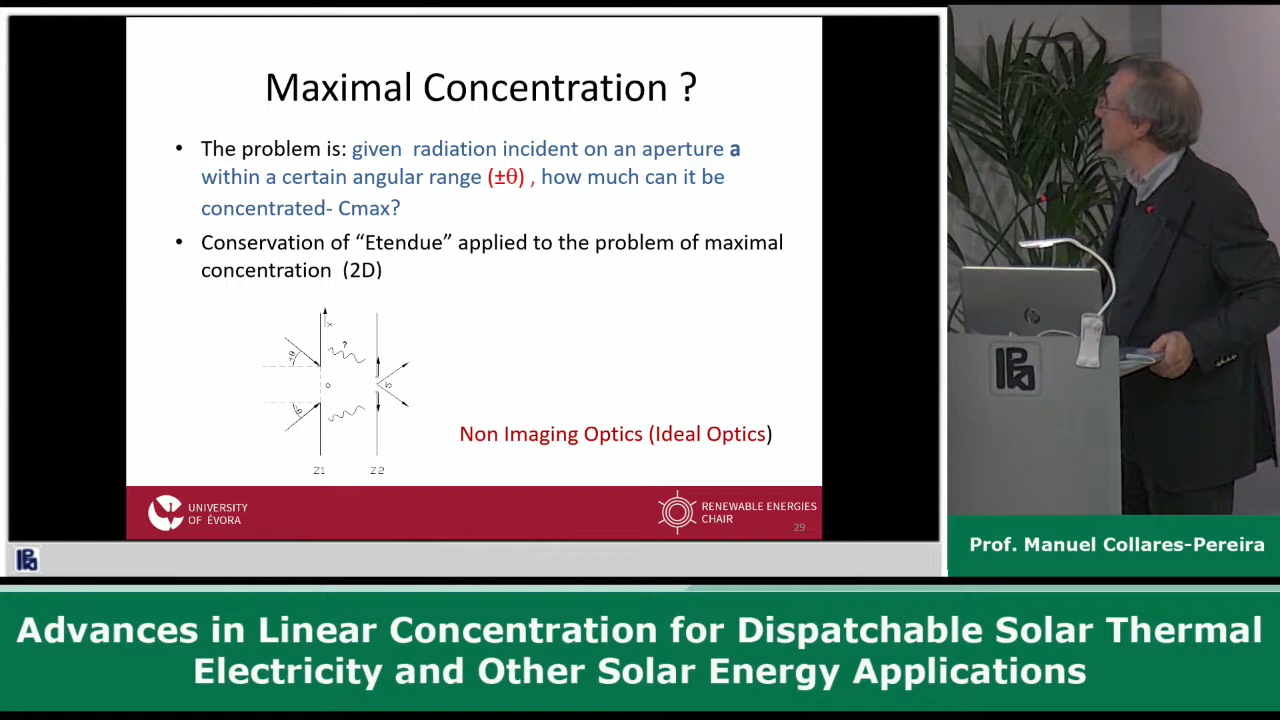 Maximal Concentration ?
• The problem is: given radiation incident on an aperture a
within a certain angular range (±θ) , how much can it be
concentrated- Cmax?
• Conservation of “Etendue” applied to the problem of maximal
concentration (2D)
x
?
±θ
Z1
Z2
Non Imaging Optics (Ideal Optics)
UNIVERSITY
OF ÉVORA
RENEWABLE ENERGIES
CHAIR
29
Prof. Manuel Collares-Pereira
Advances in Linear Concentration for Dispatchable Solar Thermal
Electricity and Other Solar Energy Applications